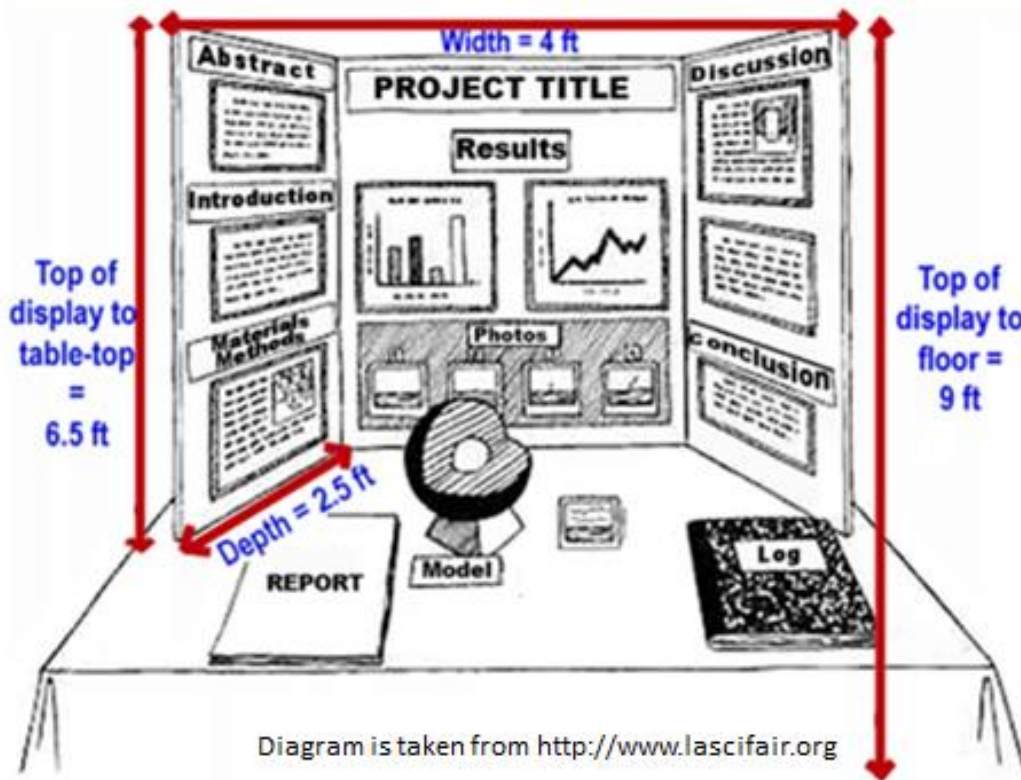 Width = 4 ft
Abstract
PROJECT TITLE
Discussion
Results
Introduction
Top of
display to
table-top
=
6.5 ft
Top of
display to
floor =
9 ft
Materials
Methods
Photos
Conclusion
Depth = 2.5 ft
REPORT
Model
Log
Diagram is taken from http://www.lascifair.org